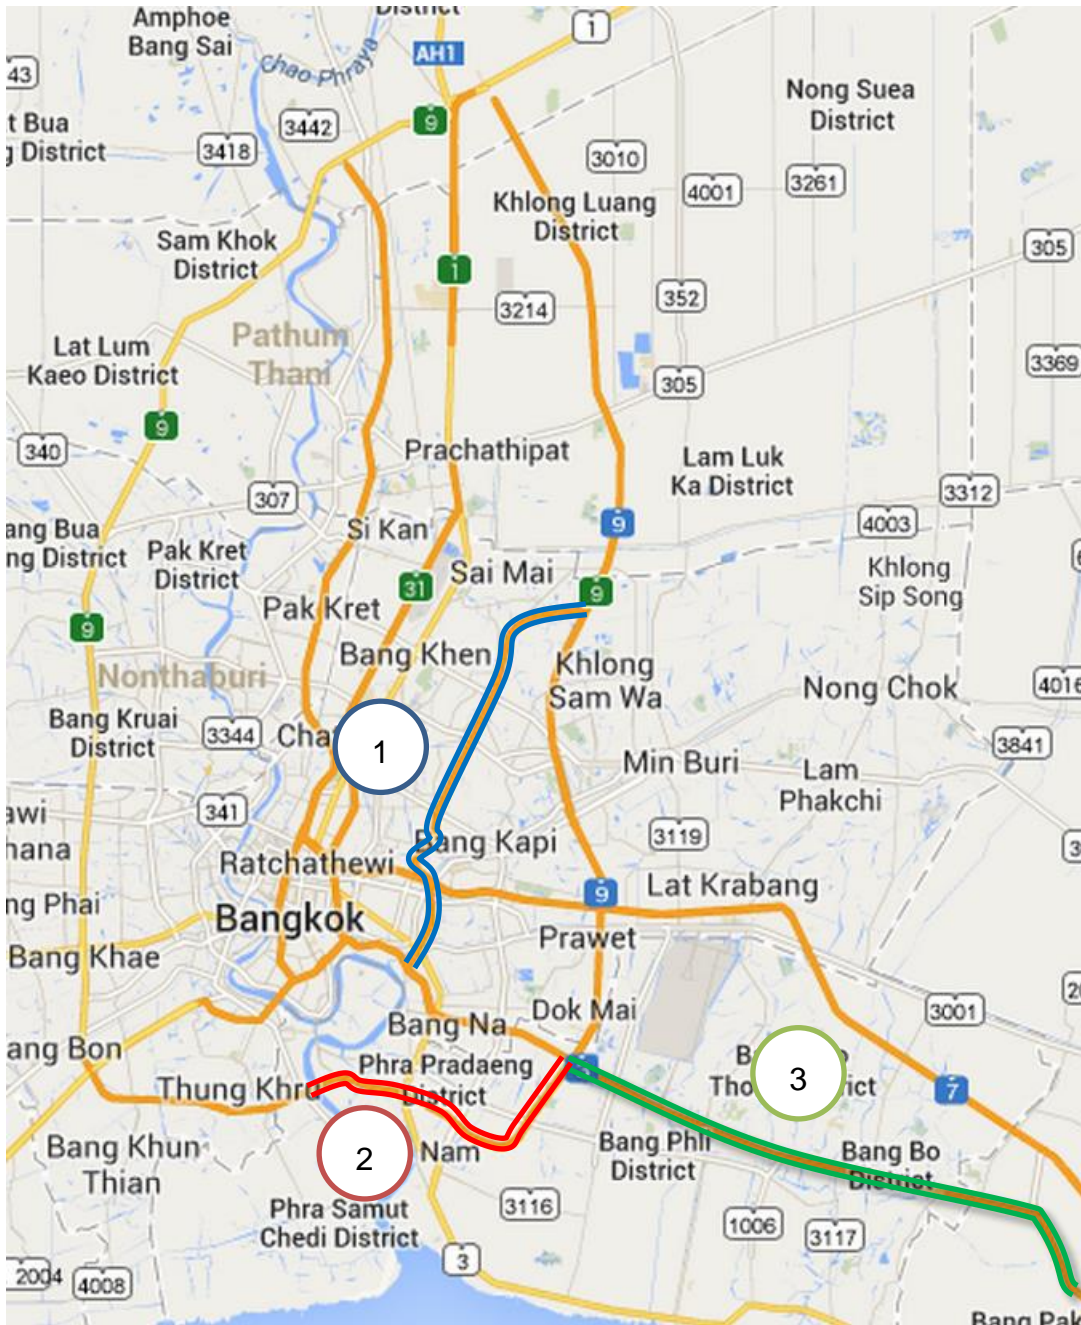 District
Amphoe
Bang Sai
1
AH1
Chao Phraya
43
Nong Suea
District
t Bua
g District
9
3442
3418
3010
4001
3261
Khlong Luang
District
Sam Khok
District
305
1
3214
352
Pathum
Thani
Lat Lum
Kaeo District
3369
305
9
340
Prachathipat
Lam Luk
Ka District
3312
307
ang Bua
ng District
Si Kan
9
4003
Pak Kret
District
Sai Mai
Khlong
Sip Song
31
9
Pak Kret
9
Bang Khen
Khlong
Sam Wa
Nonthaburi
Nong Chok
4016
Bang Kruai
District
3344
Cha
1
3841
Min Buri
Lam
Phakchi
341
awi
hana
Bang Kapi
3119
3
Ratchathewi
9
Lat Krabang
ng Phai
Bangkok
Prawet
Bang Khae
20
Dok Mai
3001
Bang Na
ang Bon
Phra Pradaeng
District
B
Tho
rict
3
Thung Khru
7
Bang Khun
Thian
2
Nam
Bang Phli
District
Bang Bo
District
Phra Samut
Chedi District
3116
1006
3117
3
2004
4008
Bang Pak